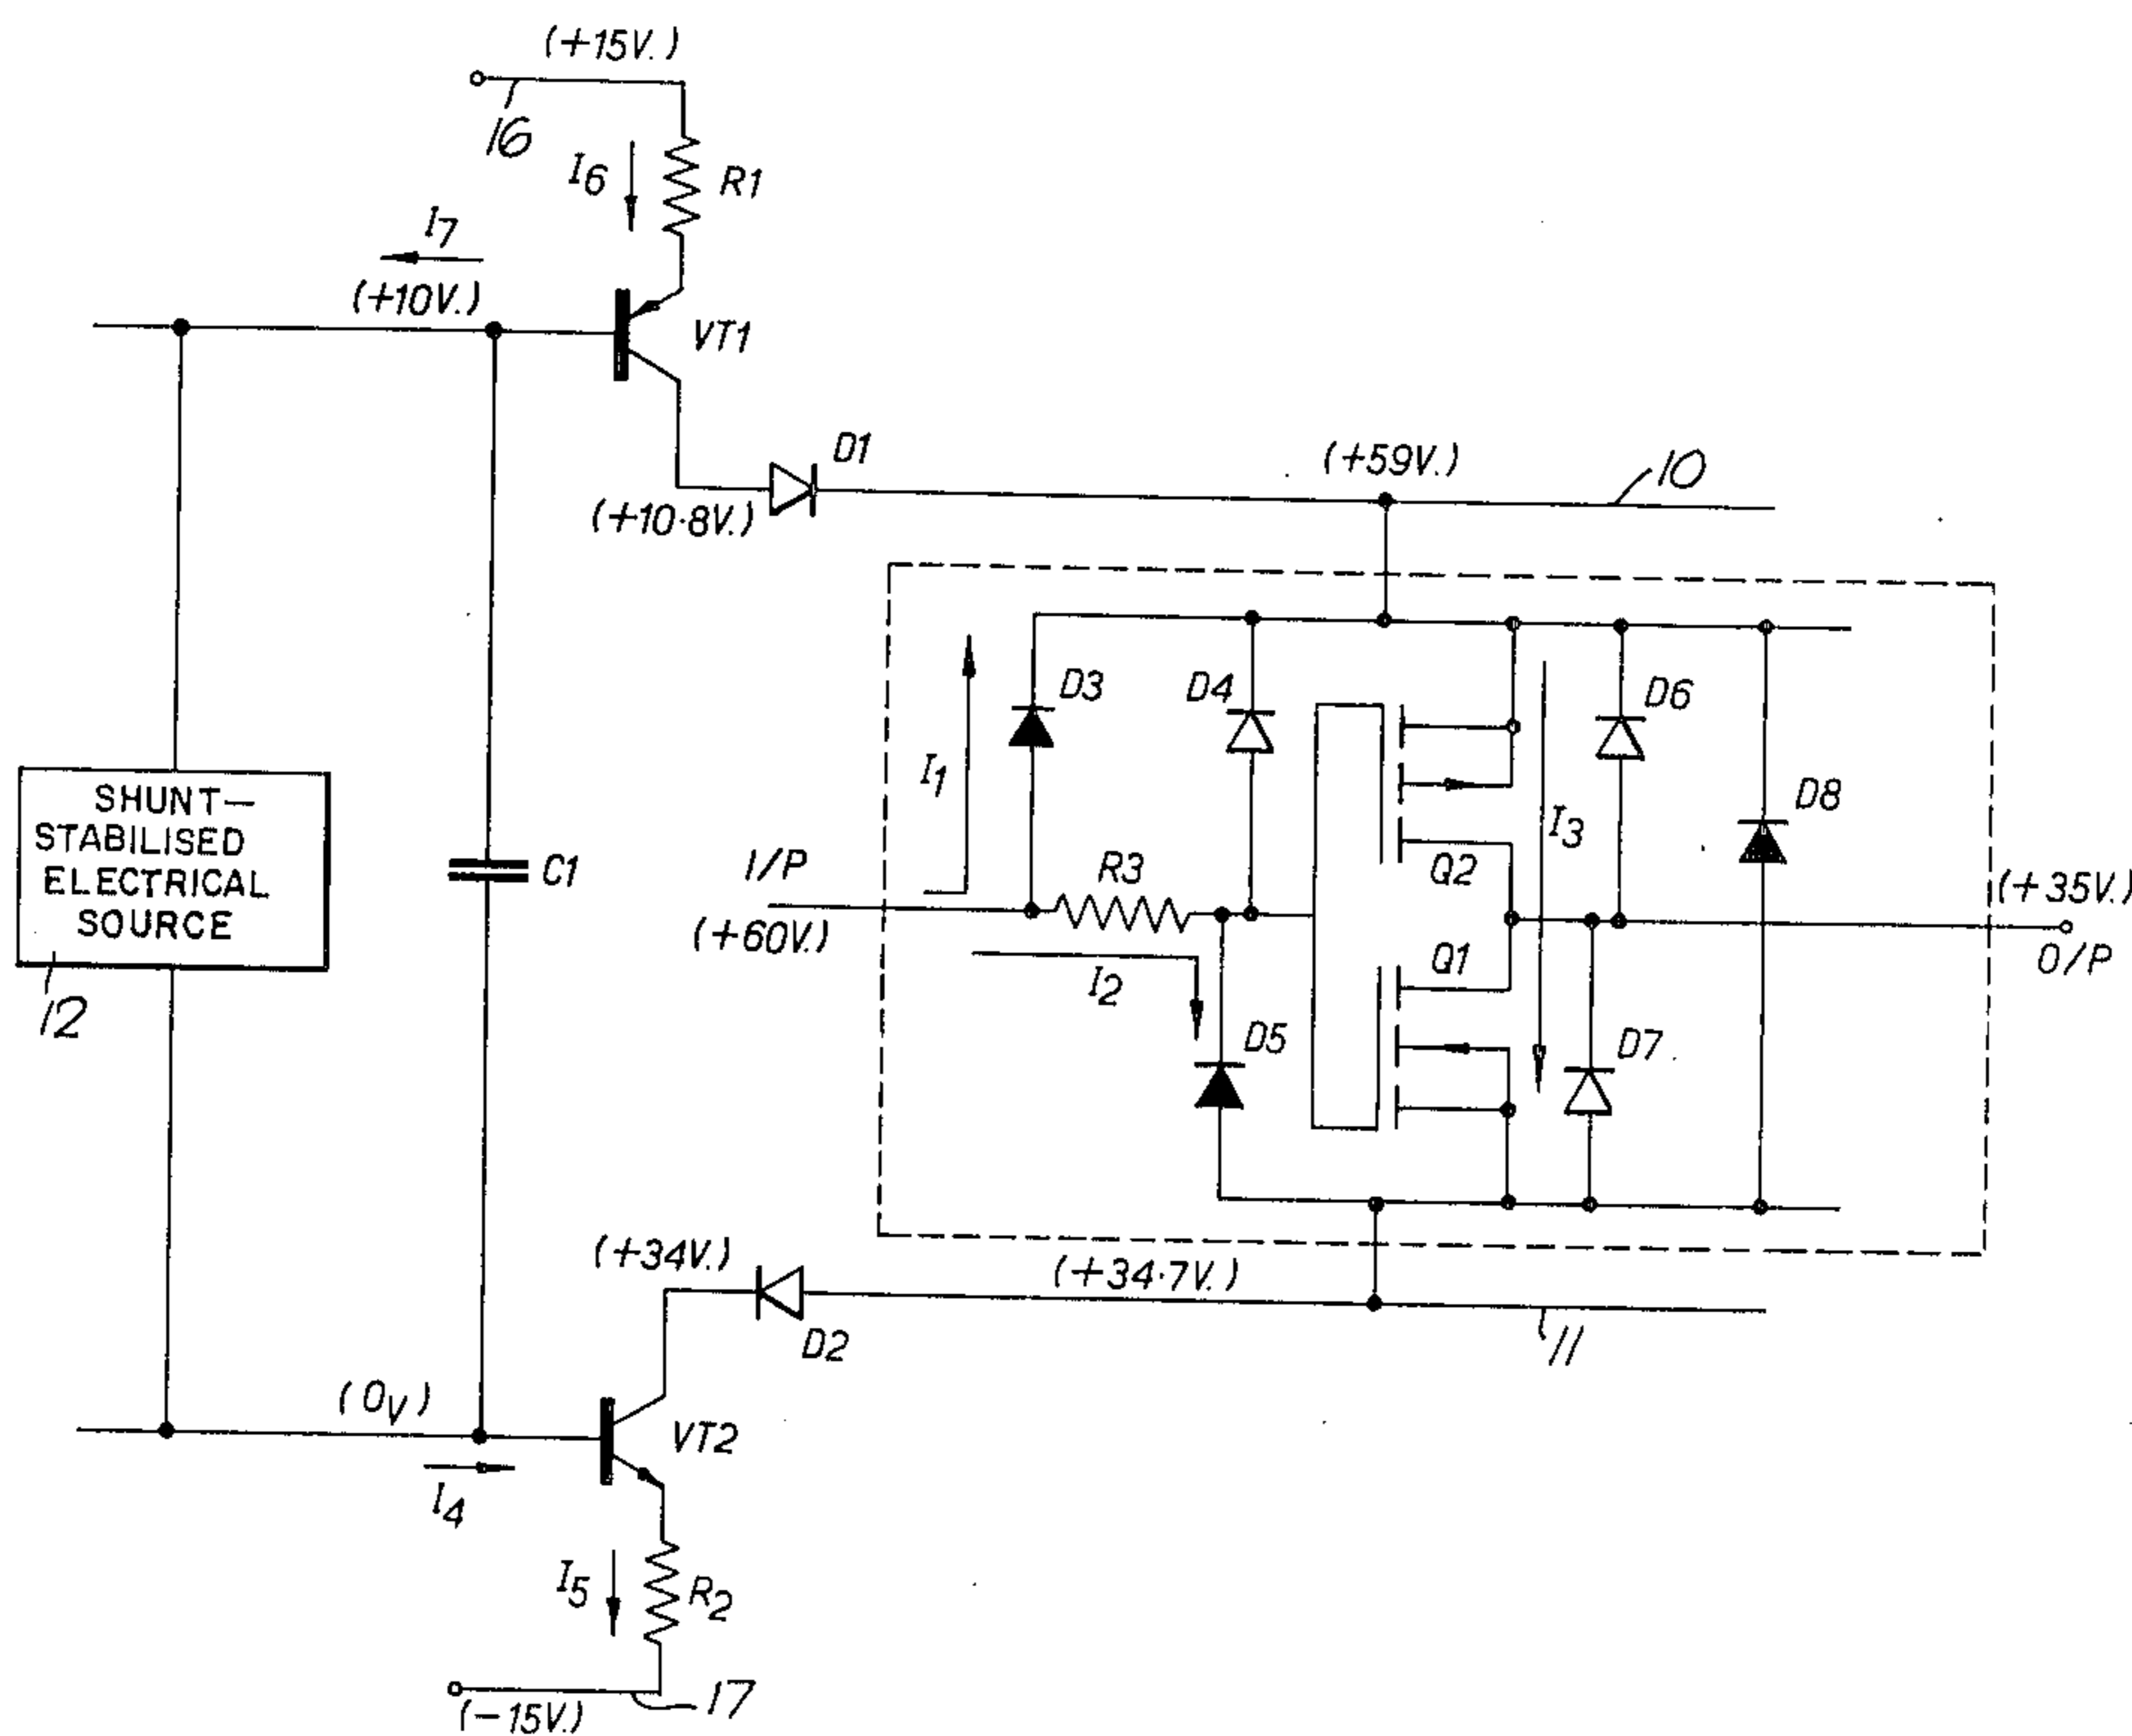 (+15V.)
16
I6
R1
I7
(+10V.)
VT1
D1
(+10·8V.)
(+59V.)
10
D3
D4
D6
I1
I3
D8
SHUNT—
STABILISED
ELECTRICAL
SOURCE
12
C1
I/P
(+60V.)
R3
Q2
(+35V.)
O/P
Q1
I2
D5
D7
(+34V.)
(+34·7V.)
D2
11
(0V)
I4
VT2
I5
R2
(−15V.)
17